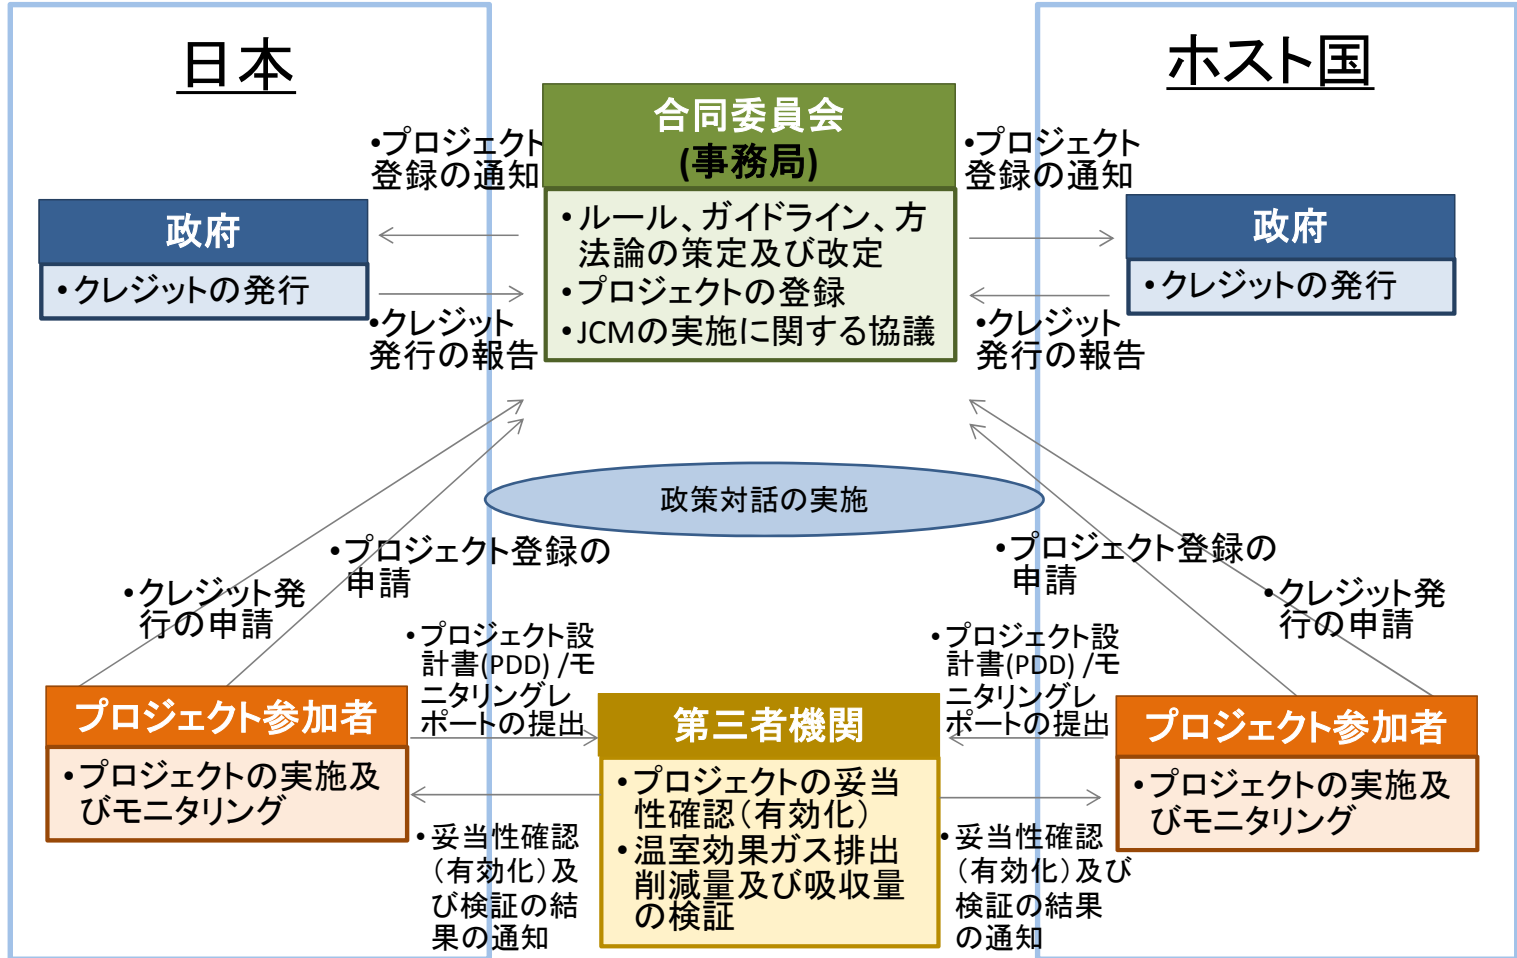 日本
ホスト国
合同委員会
(事務局)
・ルール、ガイドライン、方
法論の策定及び改定
・プロジェクトの登録
・JCMの実施に関する協議
・プロジェクト
登録の通知
・プロジェクト
登録の通知
政府
・クレジットの発行
政府
・クレジットの発行
・クレジット
発行の報告
・クレジット
発行の報告
政策対話の実施
・プロジェクト登録の
申請
・プロジェクト登録の
申請
・クレジット発
行の申請
・クレジット発
行の申請
・プロジェクト設
計書(PDD) /モ
ニタリングレ
ポートの提出
・プロジェクト設
計書(PDD) /モ
ニタリングレ
ポートの提出
プロジェクト参加者
・プロジェクトの実施及
びモニタリング
第三者機関
・プロジェクトの妥当
性確認(有効化)
・温室効果ガス排出
削減量及び吸収量
の検証
プロジェクト参加者
・プロジェクトの実施及
びモニタリング
・妥当性確認
(有効化)及
び検証の結
果の通知
・妥当性確認
(有効化)及び
検証の結果
の通知